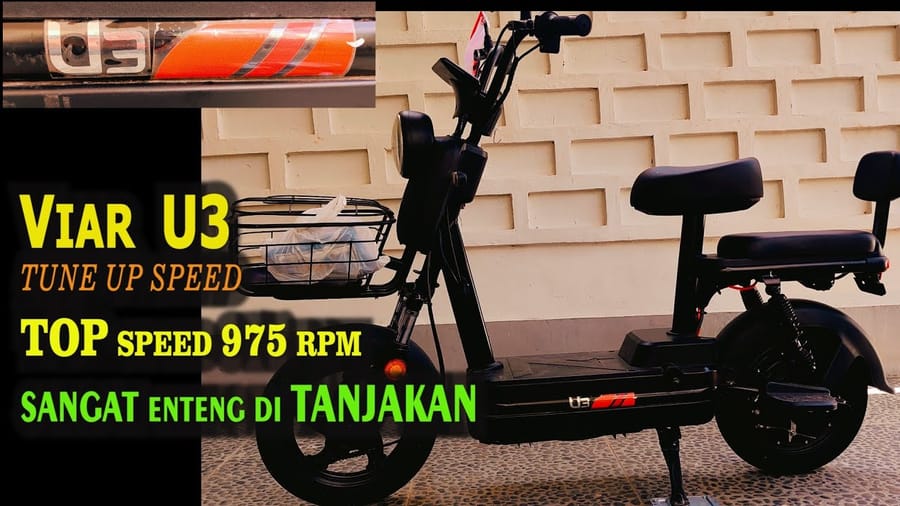 U3
VIAR U3
TUNE UP SPEED
TOP SPEED 975 RPM
SANGAT ENTENG DI TANJAKAN
U3